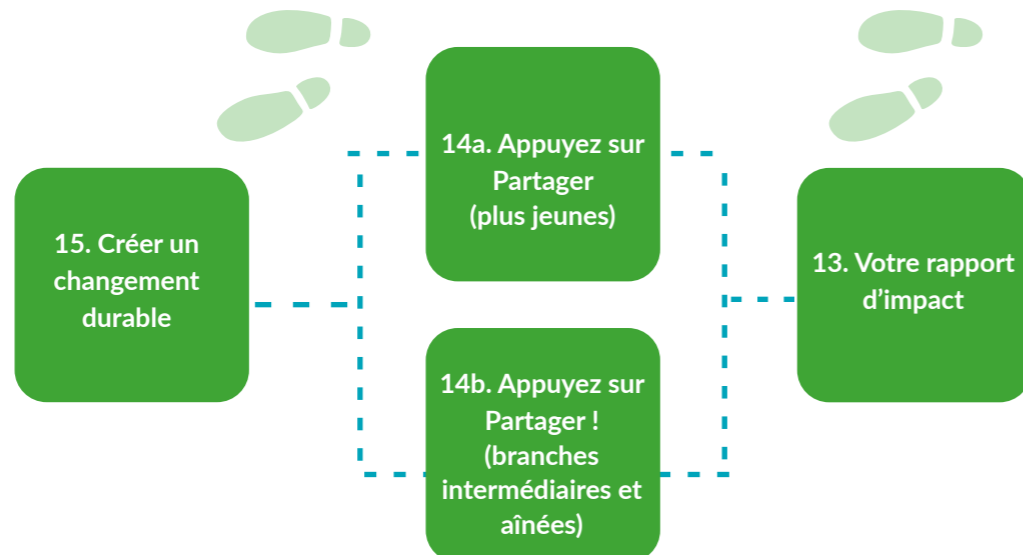 15. Créer un
changement
durable
14a. Appuyez sur
Partager
(plus jeunes)
14b. Appuyez sur
Partager !
(branches
intermédiaires et
aînées)
13. Votre rapport
d’impact